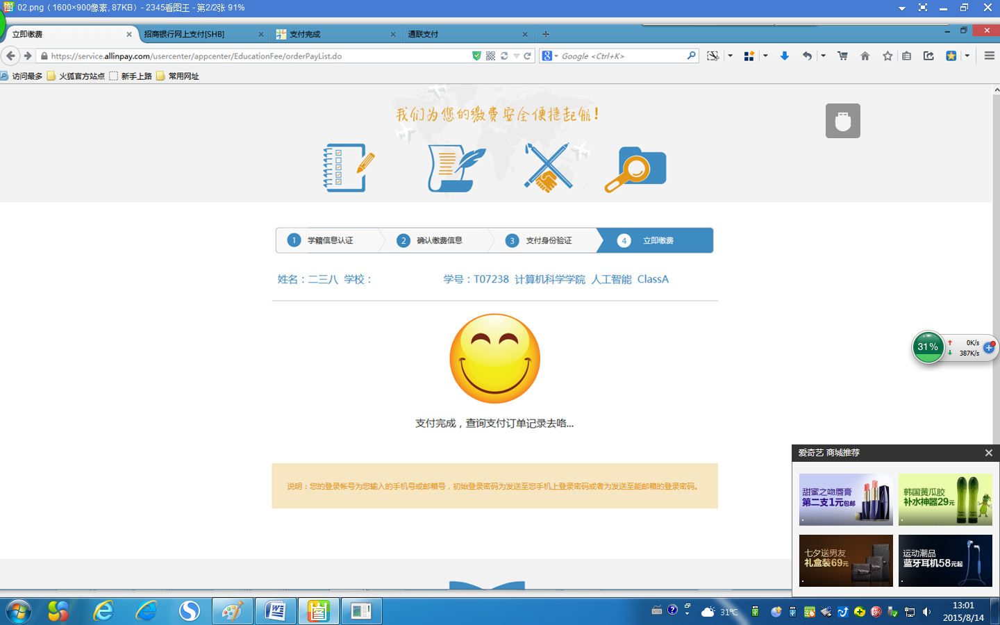 02.png（1600×900像素, 87KB）- 2345看图王 - 第2/2张 91%
立即缴费
招商银行网上支付[SHB]
支付完成
通联支付
https://service.allinpay.com/usercenter/appcenter/EducationFee/orderPayList.do
Google <Ctrl+K>
访问最多
火狐官方站点
新手上路
常用网址
我们为您的缴费安全便捷起航！
1 学籍信息认证
2 确认缴费信息
3 支付身份验证
4 立即缴费
姓名：二三八 学校：
学号：T07238 计算机科学学院 人工智能 ClassA
31%
0K/s
387K/s
支付完成，查询支付订单记录去咯...
说明：您的登录帐号为您输入的手机号或邮箱号，初始登录密码为发送至您手机上登录密码或者为发送至能邮箱的登录密码。
爱奇艺 商城推荐
甜蜜之吻唇膏
第二支1元包邮
韩国黄瓜胶
补水神器29元
七夕送男友
礼盒装69元
运动潮品
蓝牙耳机58元起
31℃
13:01
2015/8/14